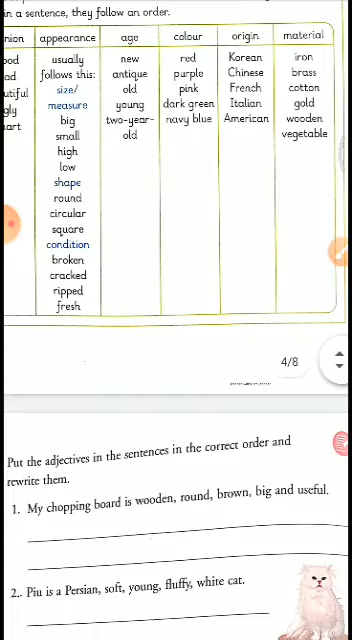 in a sentence, they follow an order.
nion appearance age colour origin material
ood usually new red Korean iron
ad follows this: antique purple Chinese brass
utiful size/ old pink French cotton
gly measure young dark green Italian gold
art big two-year- navy blue American wooden
small old vegetable
high
low
shape
round
circular
square
condition
broken
cracked
ripped
fresh
4/8
Put the adjectives in the sentences in the correct order and
rewrite them.
1. My chopping board is wooden, round, brown, big and useful.
2.. Piu is a Persian, soft, young, fluffy, white cat.